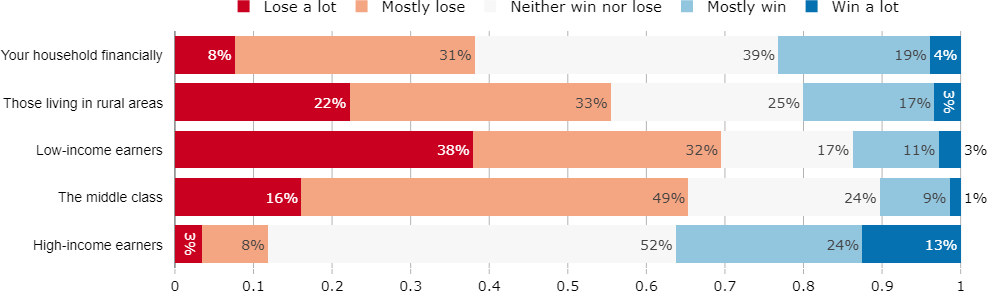 Lose a lot Mostly lose Neither win nor lose Mostly win Win a lot
Your household financially 8% 31% 39% 19% 4%
Those living in rural areas 22% 33% 25% 17% 3%
Low-income earners 38% 32% 17% 11% 3%
The middle class 16% 49% 24% 9% 1%
High-income earners 3% 8% 52% 24% 13%
0 0.1 0.2 0.3 0.4 0.5 0.6 0.7 0.8 0.9 1